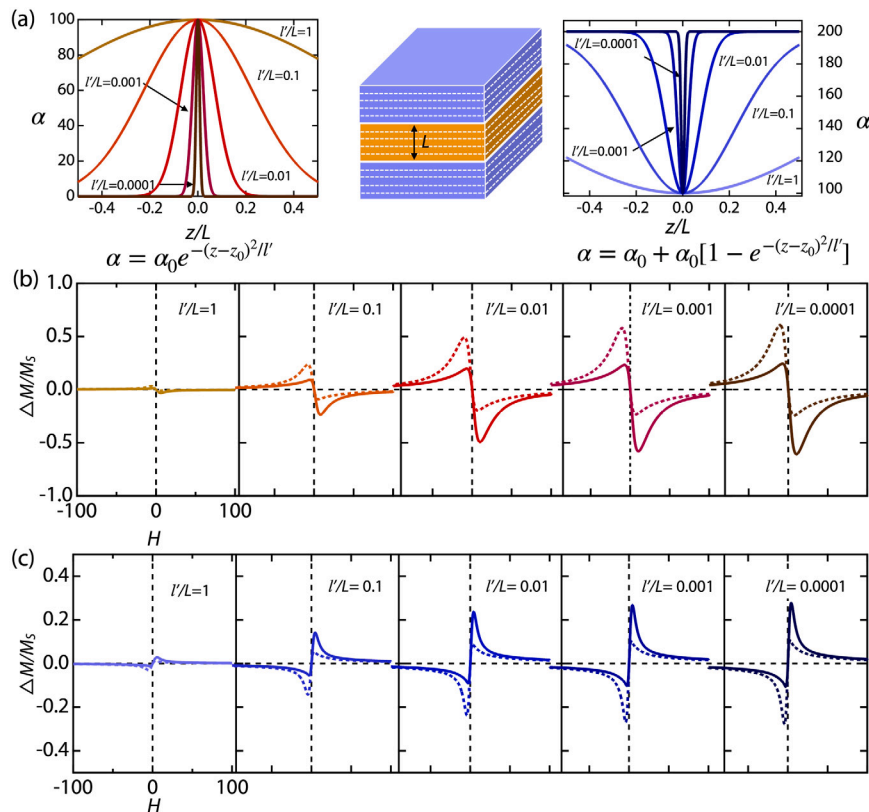 (a)
100
80
60
40
20
0
α
l'/L=1
l'/L=0.1
l'/L=0.001
l'/L=0.01
l'/L=0.0001
-0.4 -0.2 0.0 0.2 0.4
z/L
α = α₀e^{−(z−z₀)²/l'}
L
l'/L=0.0001
l'/L=0.01
l'/L=0.1
l'/L=0.001
l'/L=1
200
180
160
140
120
100
α
-0.4 -0.2 0.0 0.2 0.4
z/L
α = α₀ + α₀[1 − e^{−(z−z₀)²/l'}]
(b)
1.0
0.5
0.0
-0.5
-1.0
ΔM/M_S
l'/L=1
l'/L= 0.1
l'/L= 0.01
l'/L= 0.001
l'/L= 0.0001
-100 0 100
H
(c)
0.4
0.2
0.0
-0.2
-0.4
ΔM/M_S
l'/L=1
l'/L= 0.1
l'/L= 0.01
l'/L= 0.001
l'/L= 0.0001
-100 0 100
H